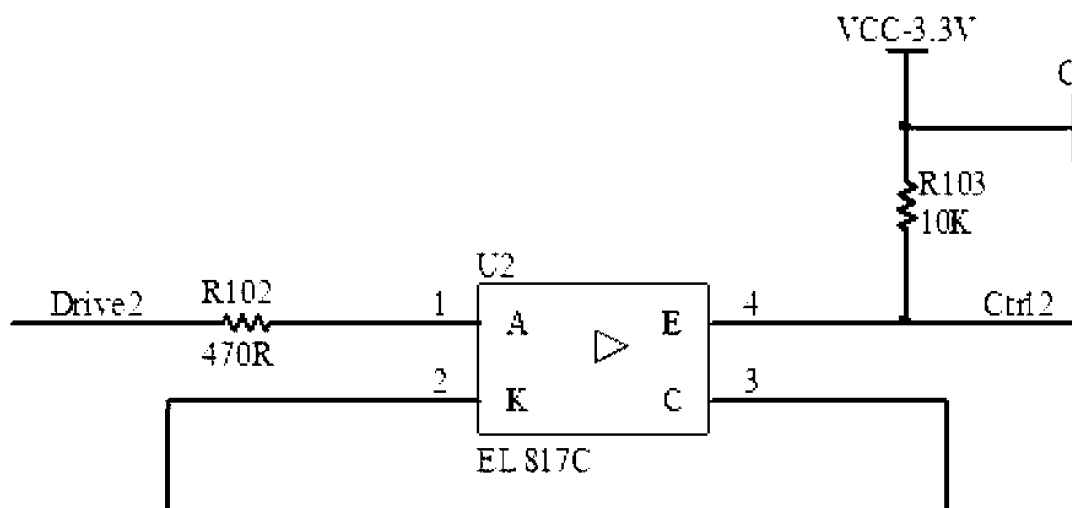 VCC-3.3V
C
R103
10K
U2
Drive2
R102
470R
1
2
A
K
E
C
4
3
Ctrl2
EL817C